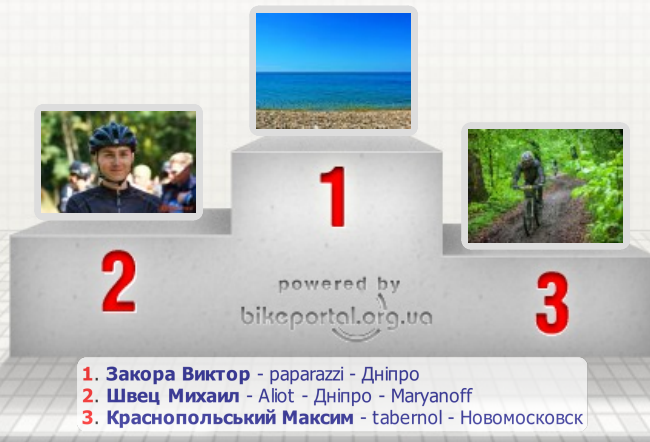 1
2
3
powered by
bikeportal.org.ua
1. Закора Виктор - paparazzi - Дніпро
2. Швец Михаил - Aliot - Дніпро - Maryanoff
3. Краснопольський Максим - tabernol - Новомосковск